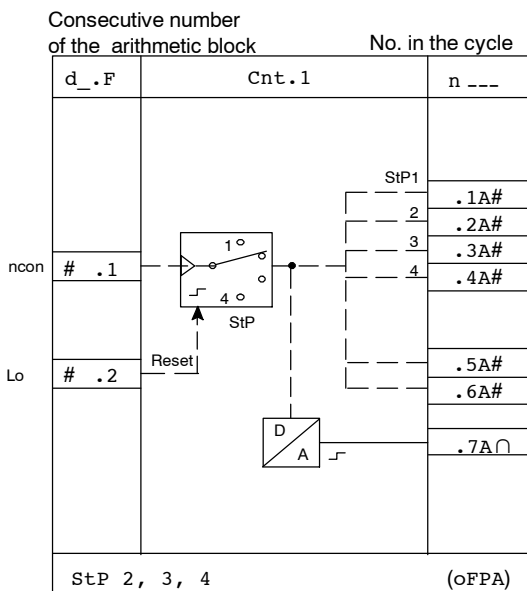 Consecutive number
of the arithmetic block
No. in the cycle
d_.F
Cnt.1
n ___
StP1
.1A#
2
.2A#
3
.3A#
4
.4A#
1
ncon
# .1
4
StP
Lo
# .2
Reset
.5A#
.6A#
D
A
.7A∩
StP 2, 3, 4
(oFPA)